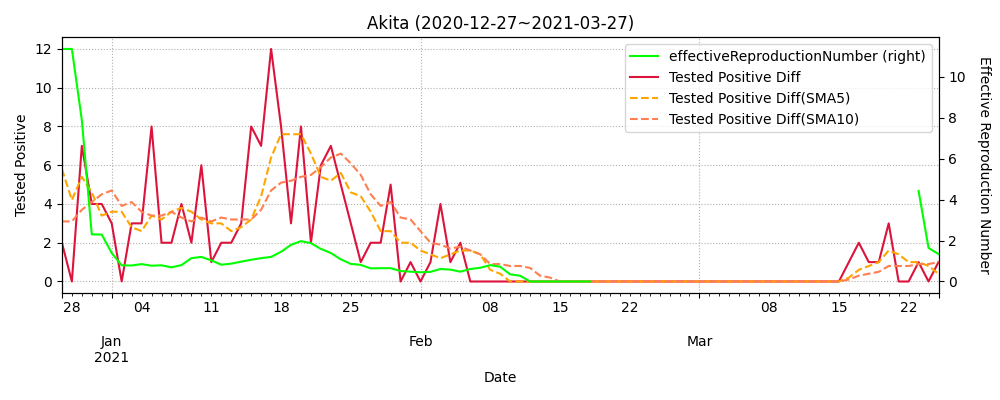 Akita (2020-12-27~2021-03-27)
effectiveReproductionNumber (right)
Tested Positive Diff
Tested Positive Diff(SMA5)
Tested Positive Diff(SMA10)
Tested Positive
12
10
8
6
4
2
0
Effective Reproduction Number
10
8
6
4
2
0
28 04 11 18 25 08 15 22 08 15 22
Jan Feb Mar
2021
Date